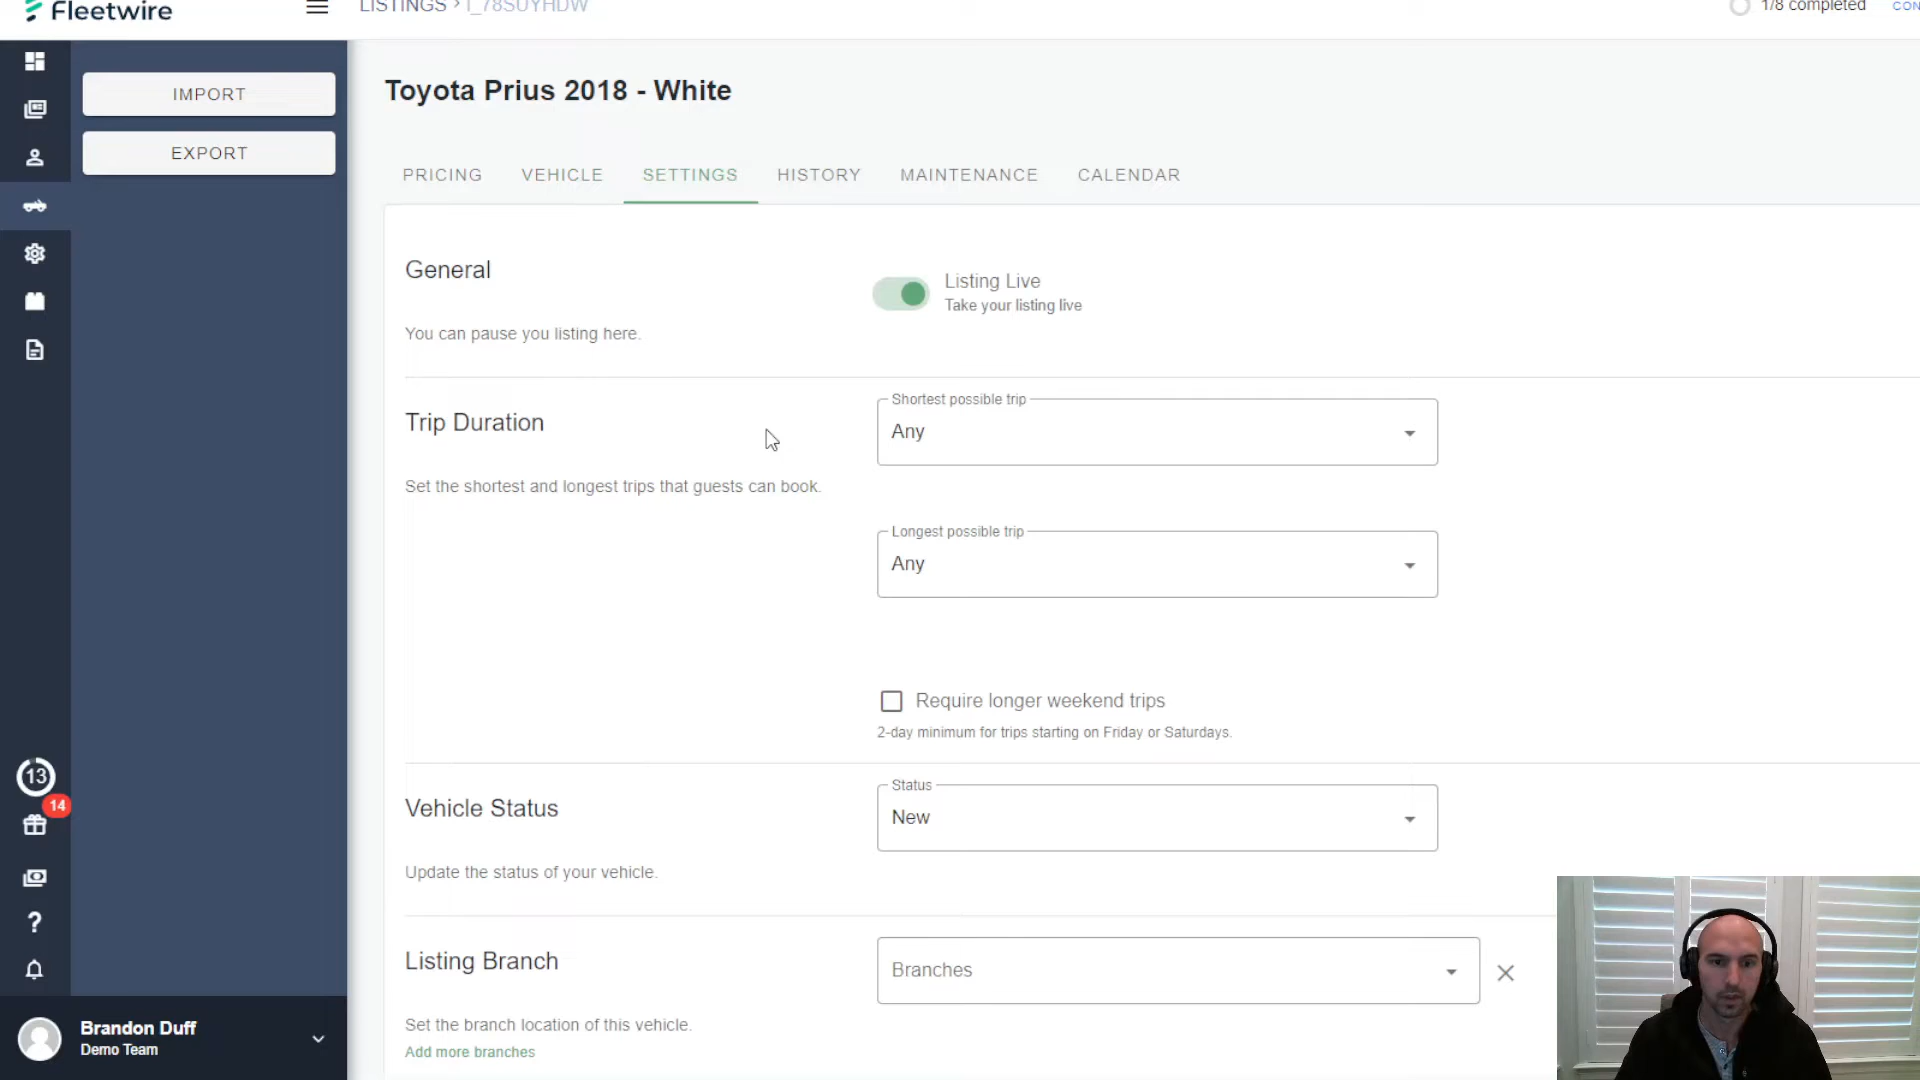 Fleetwire
LISTINGS > l_78SUYHDW
1/8 completed
CON
IMPORT
EXPORT
Toyota Prius 2018 - White
PRICING VEHICLE SETTINGS HISTORY MAINTENANCE CALENDAR
General
Listing Live
Take your listing live
You can pause you listing here.
Trip Duration
Shortest possible trip
Any
Set the shortest and longest trips that guests can book.
Longest possible trip
Any
Require longer weekend trips
2-day minimum for trips starting on Friday or Saturdays.
Vehicle Status
Status
New
Update the status of your vehicle.
Listing Branch
Branches
Set the branch location of this vehicle.
Add more branches
13
14
Brandon Duff
Demo Team